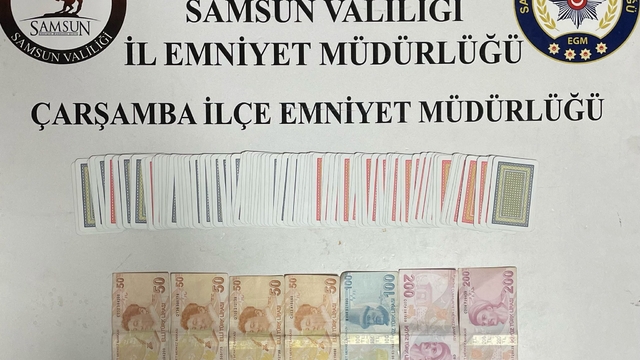 SAMSUN VALİLİĞİ
İL EMNİYET MÜDÜRLÜĞÜ
ÇARŞAMBA İLÇE EMNİYET MÜDÜRLÜĞÜ
SAMSUN
SAMSUN VALİLİĞİ
EGM
50
50
50
50
100
200
200